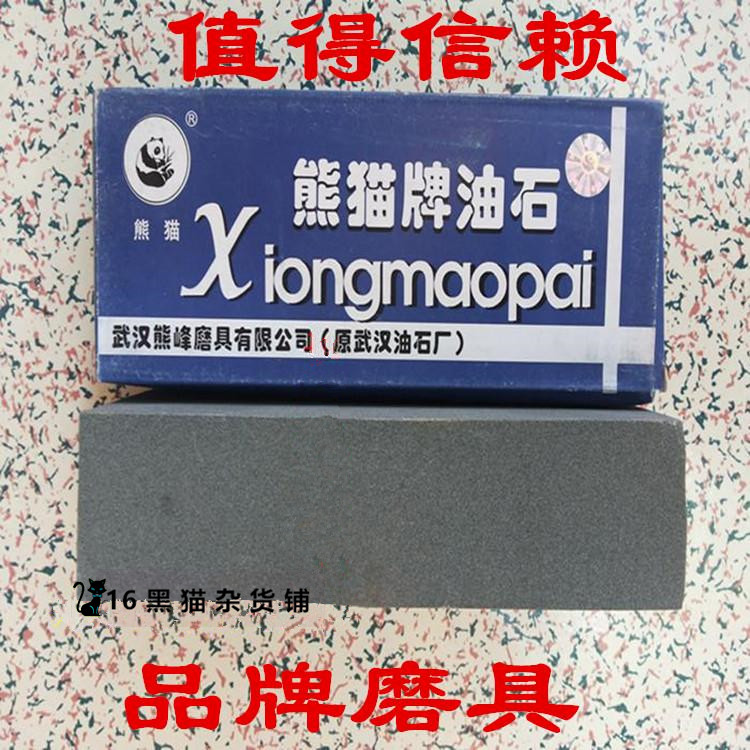 值得信赖
®
熊猫牌油石
熊猫
Xiongmaopai
武汉熊峰磨具有限公司(原武汉油石厂)
16黑猫杂货铺
品牌磨具